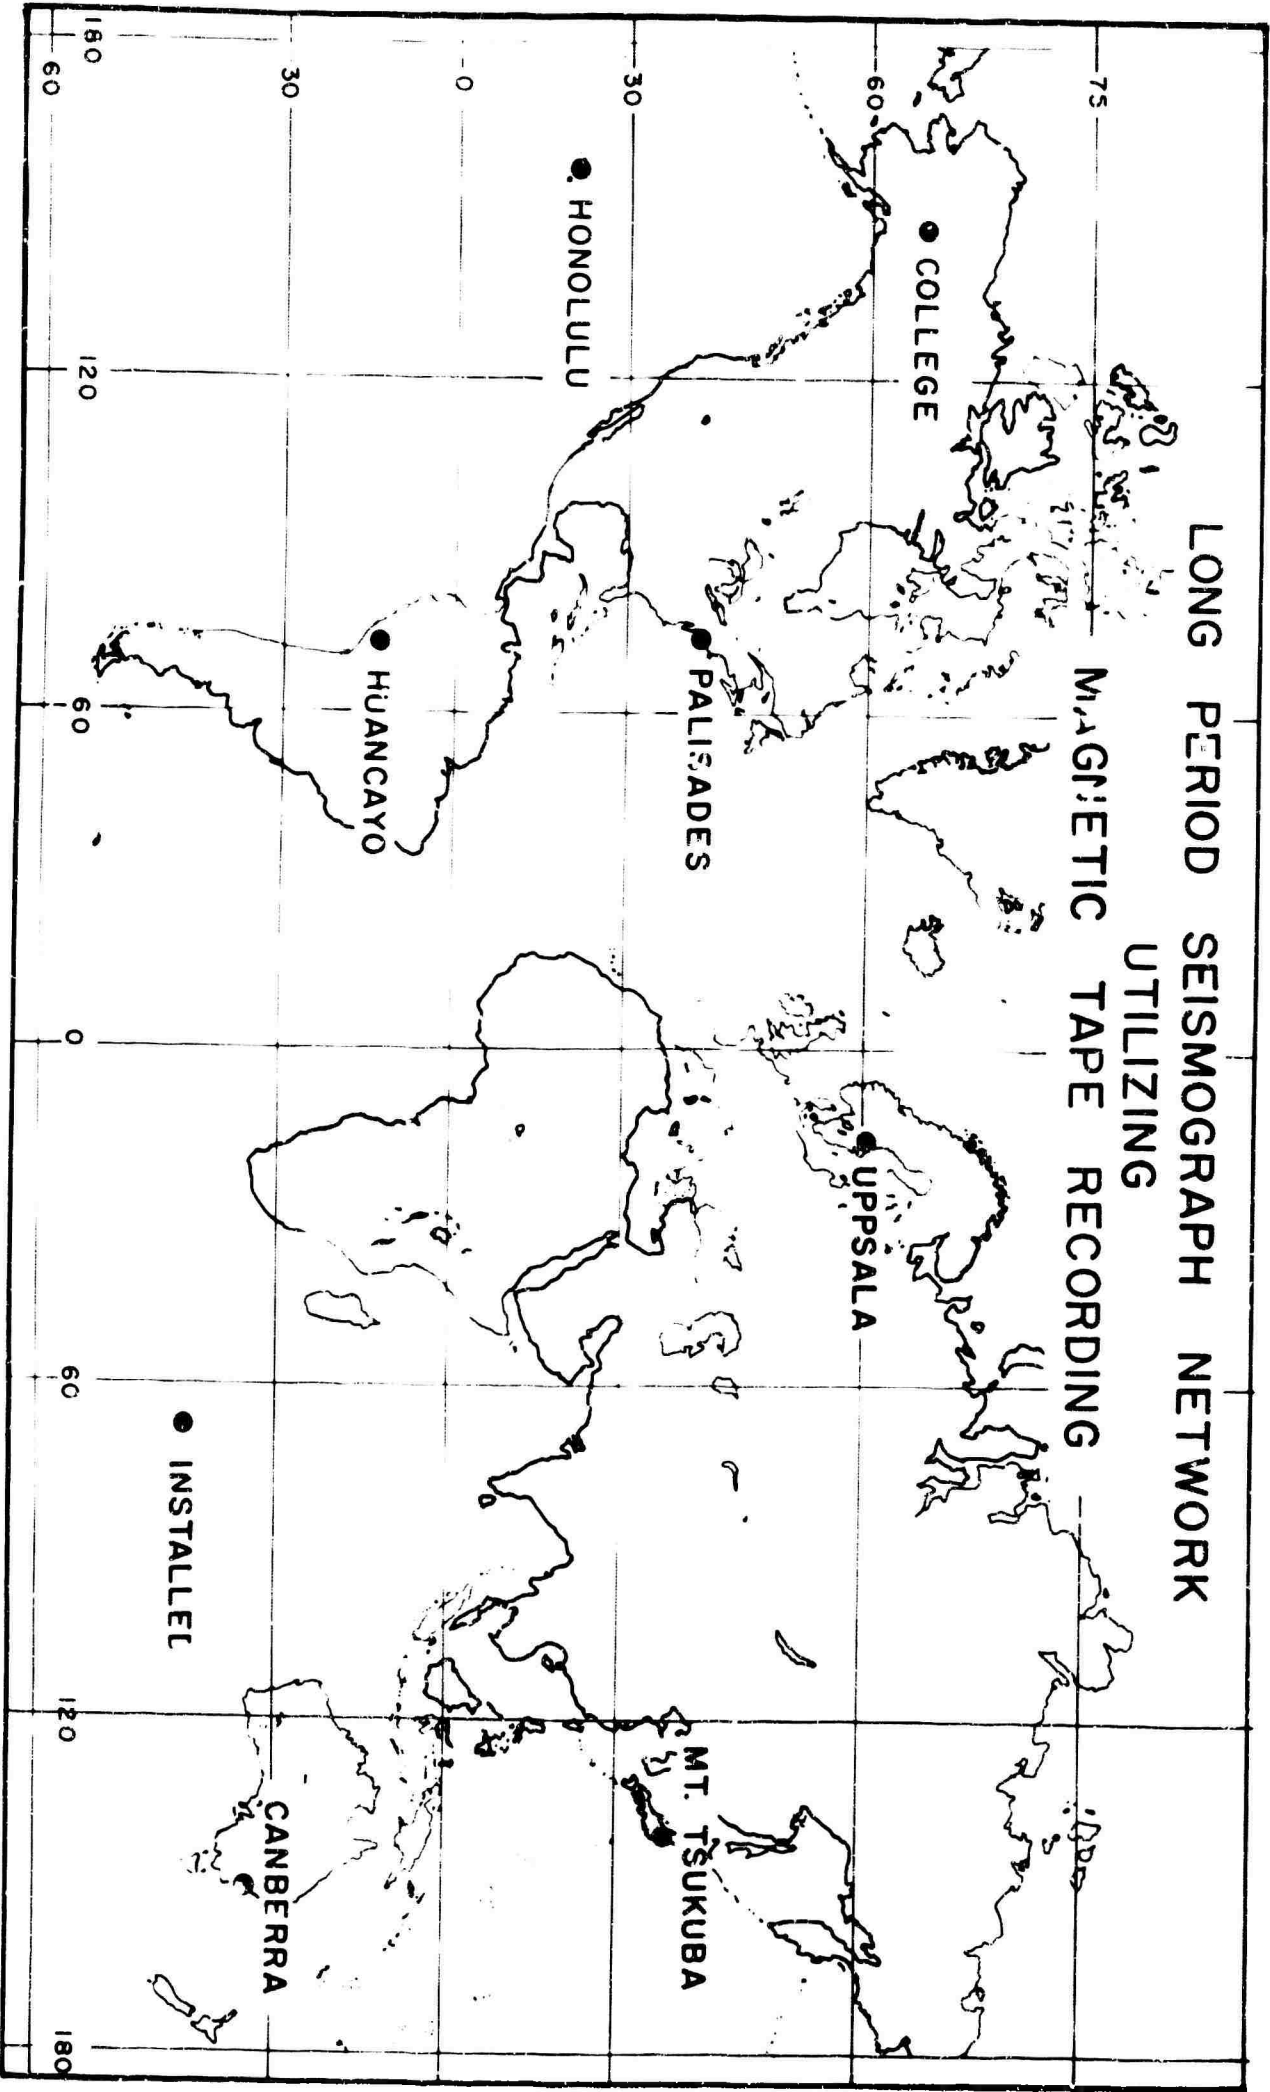 LONG PERIOD SEISMOGRAPH NETWORK
UTILIZING
MAGNETIC TAPE RECORDING
75
60
30
0
30
60
COLLEGE
HONOLULU
PALISADES
HUANCAYO
UPPSALA
MT. TSUKUBA
CANBERRA
INSTALLED
180
120
60
0
60
120
180